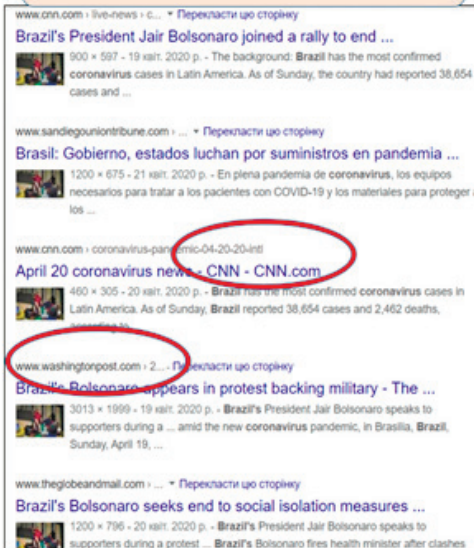 www.cnn.com › live-news › c... ▾ Перекласти цю сторінку
Brazil's President Jair Bolsonaro joined a rally to end ...
900 × 597 - 19 квіт. 2020 р. - The background: Brazil has the most confirmed
coronavirus cases in Latin America. As of Sunday, the country had reported 38,654
cases and ...
www.sandiegouniontribune.com › ... ▾ Перекласти цю сторінку
Brasil: Gobierno, estados luchan por suministros en pandemia ...
1200 × 675 - 21 квіт. 2020 р. - En plena pandemia de coronavirus, los equipos
necesarios para tratar a los pacientes con COVID-19 y los materiales para proteger a
los ...
www.cnn.com › coronavirus-pandemic-04-20-20-intl
April 20 coronavirus news - CNN - CNN.com
460 × 305 - 20 квіт. 2020 р. - Brazil has the most confirmed coronavirus cases in
Latin America. As of Sunday, Brazil reported 38,654 cases and 2,462 deaths,
according to ...
www.washingtonpost.com › 2... - Перекласти цю сторінку
Brazil's Bolsonaro appears in protest backing military - The ...
3013 × 1999 - 19 квіт. 2020 р. - Brazil's President Jair Bolsonaro speaks to
supporters during a ... amid the new coronavirus pandemic, in Brasilia, Brazil,
Sunday, April 19, ...
www.theglobeandmail.com › ... ▾ Перекласти цю сторінку
Brazil's Bolsonaro seeks end to social isolation measures ...
1200 × 796 - 20 квіт. 2020 р. - Brazil's President Jair Bolsonaro speaks to
supporters during a protest ... Brazil's Bolsonaro fires health minister after clashes